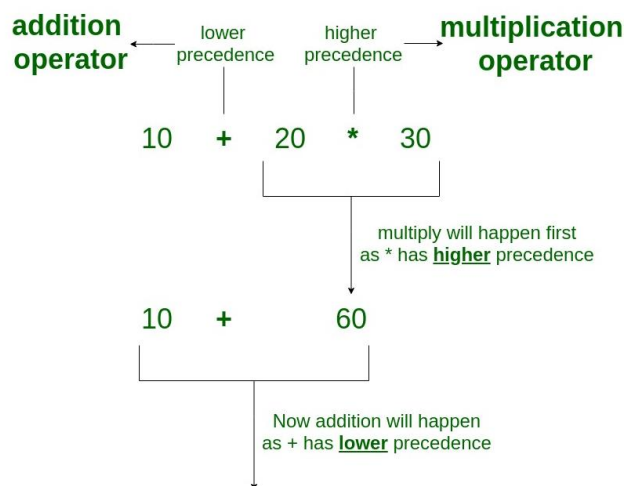 addition operator
lower precedence
higher precedence
multiplication operator
10 + 20 * 30
multiply will happen first
as * has higher precedence
10 + 60
Now addition will happen
as + has lower precedence